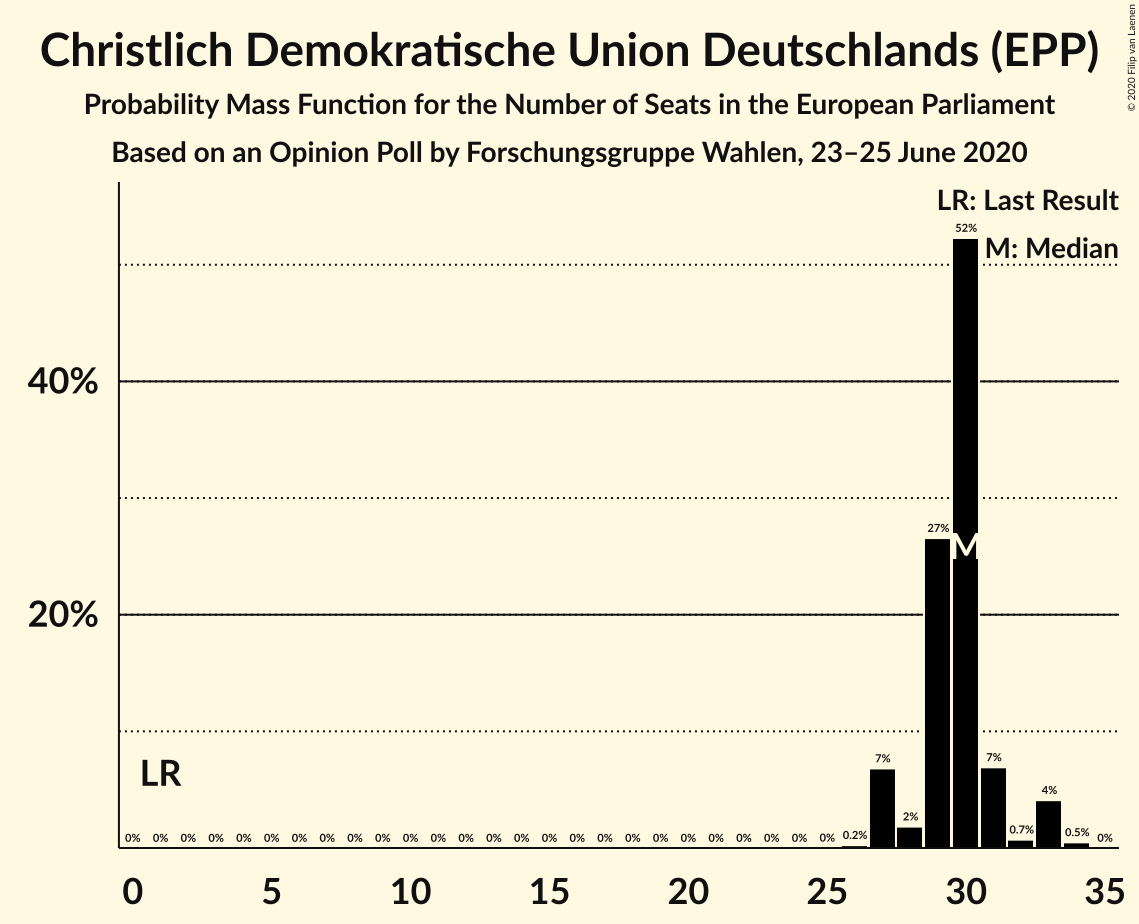 Christlich Demokratische Union Deutschlands (EPP)
Probability Mass Function for the Number of Seats in the European Parliament
Based on an Opinion Poll by Forschungsgruppe Wahlen, 23–25 June 2020
© 2020 Filip van Laenen
LR: Last Result
M: Median
52%
40%
27%
M
20%
LR
7%
7%
4%
2%
0.2%
0.7%
0.5%
0% 0% 0% 0% 0% 0% 0% 0% 0% 0% 0% 0% 0% 0% 0% 0% 0% 0% 0% 0% 0% 0% 0% 0% 0% 0% 0%
0 5 10 15 20 25 30 35